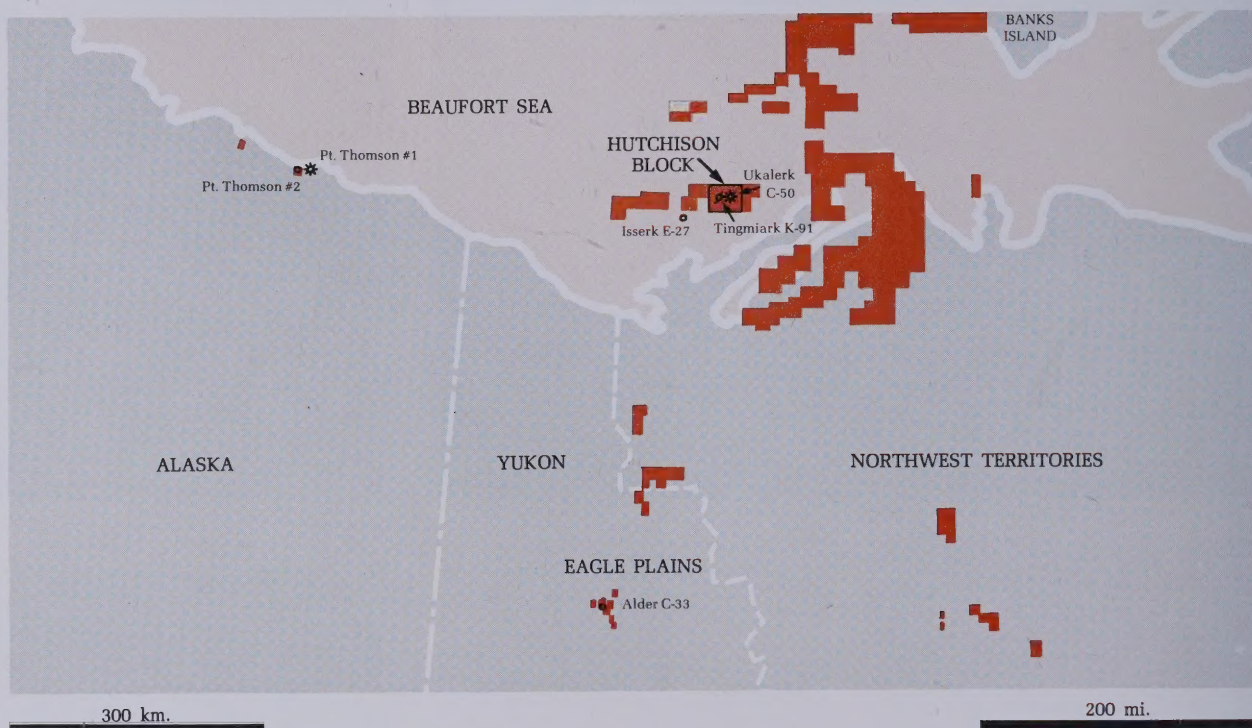 BANKS
ISLAND
BEAUFORT SEA
HUTCHISON
BLOCK
Pt. Thomson #1
Pt. Thomson #2
Ukalerk
C-50
Isserk E-27
Tingmiark K-91
ALASKA
YUKON
NORTHWEST TERRITORIES
EAGLE PLAINS
Alder C-33
300 km.
200 mi.